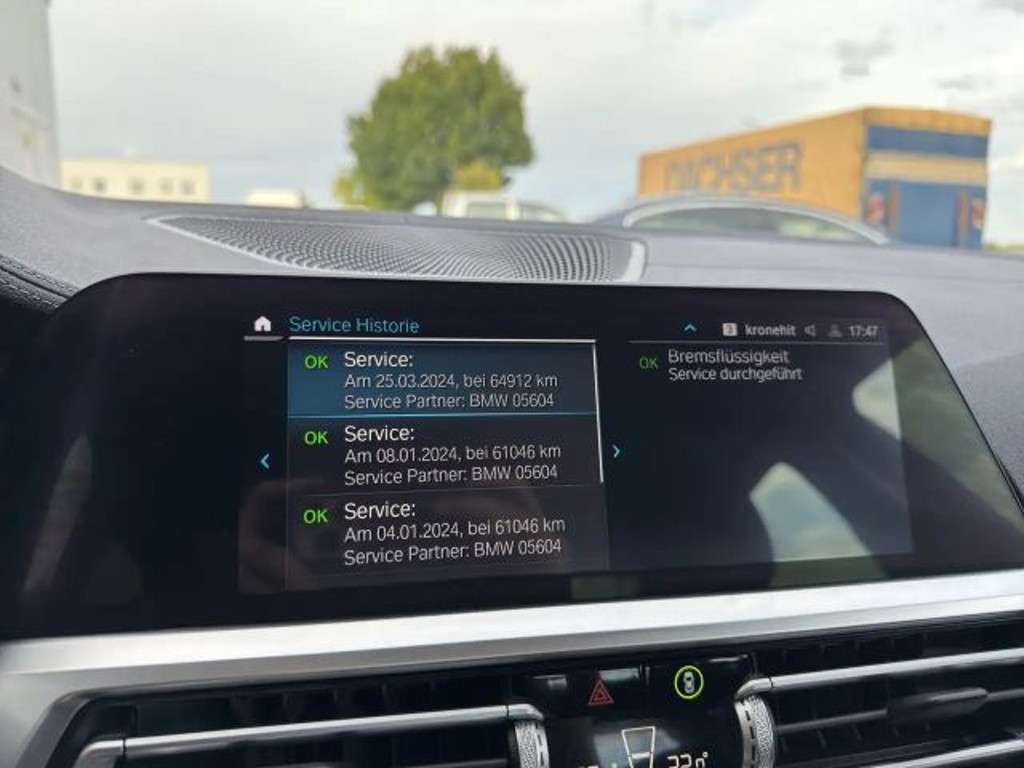 DACHSER
Service Historie
kronehit 17:47
OK Service:
Am 25.03.2024, bei 64912 km
Service Partner: BMW 05604
OK Service:
Am 08.01.2024, bei 61046 km
Service Partner: BMW 05604
OK Service:
Am 04.01.2024, bei 61046 km
Service Partner: BMW 05604
OK Bremsflüssigkeit
Service durchgeführt